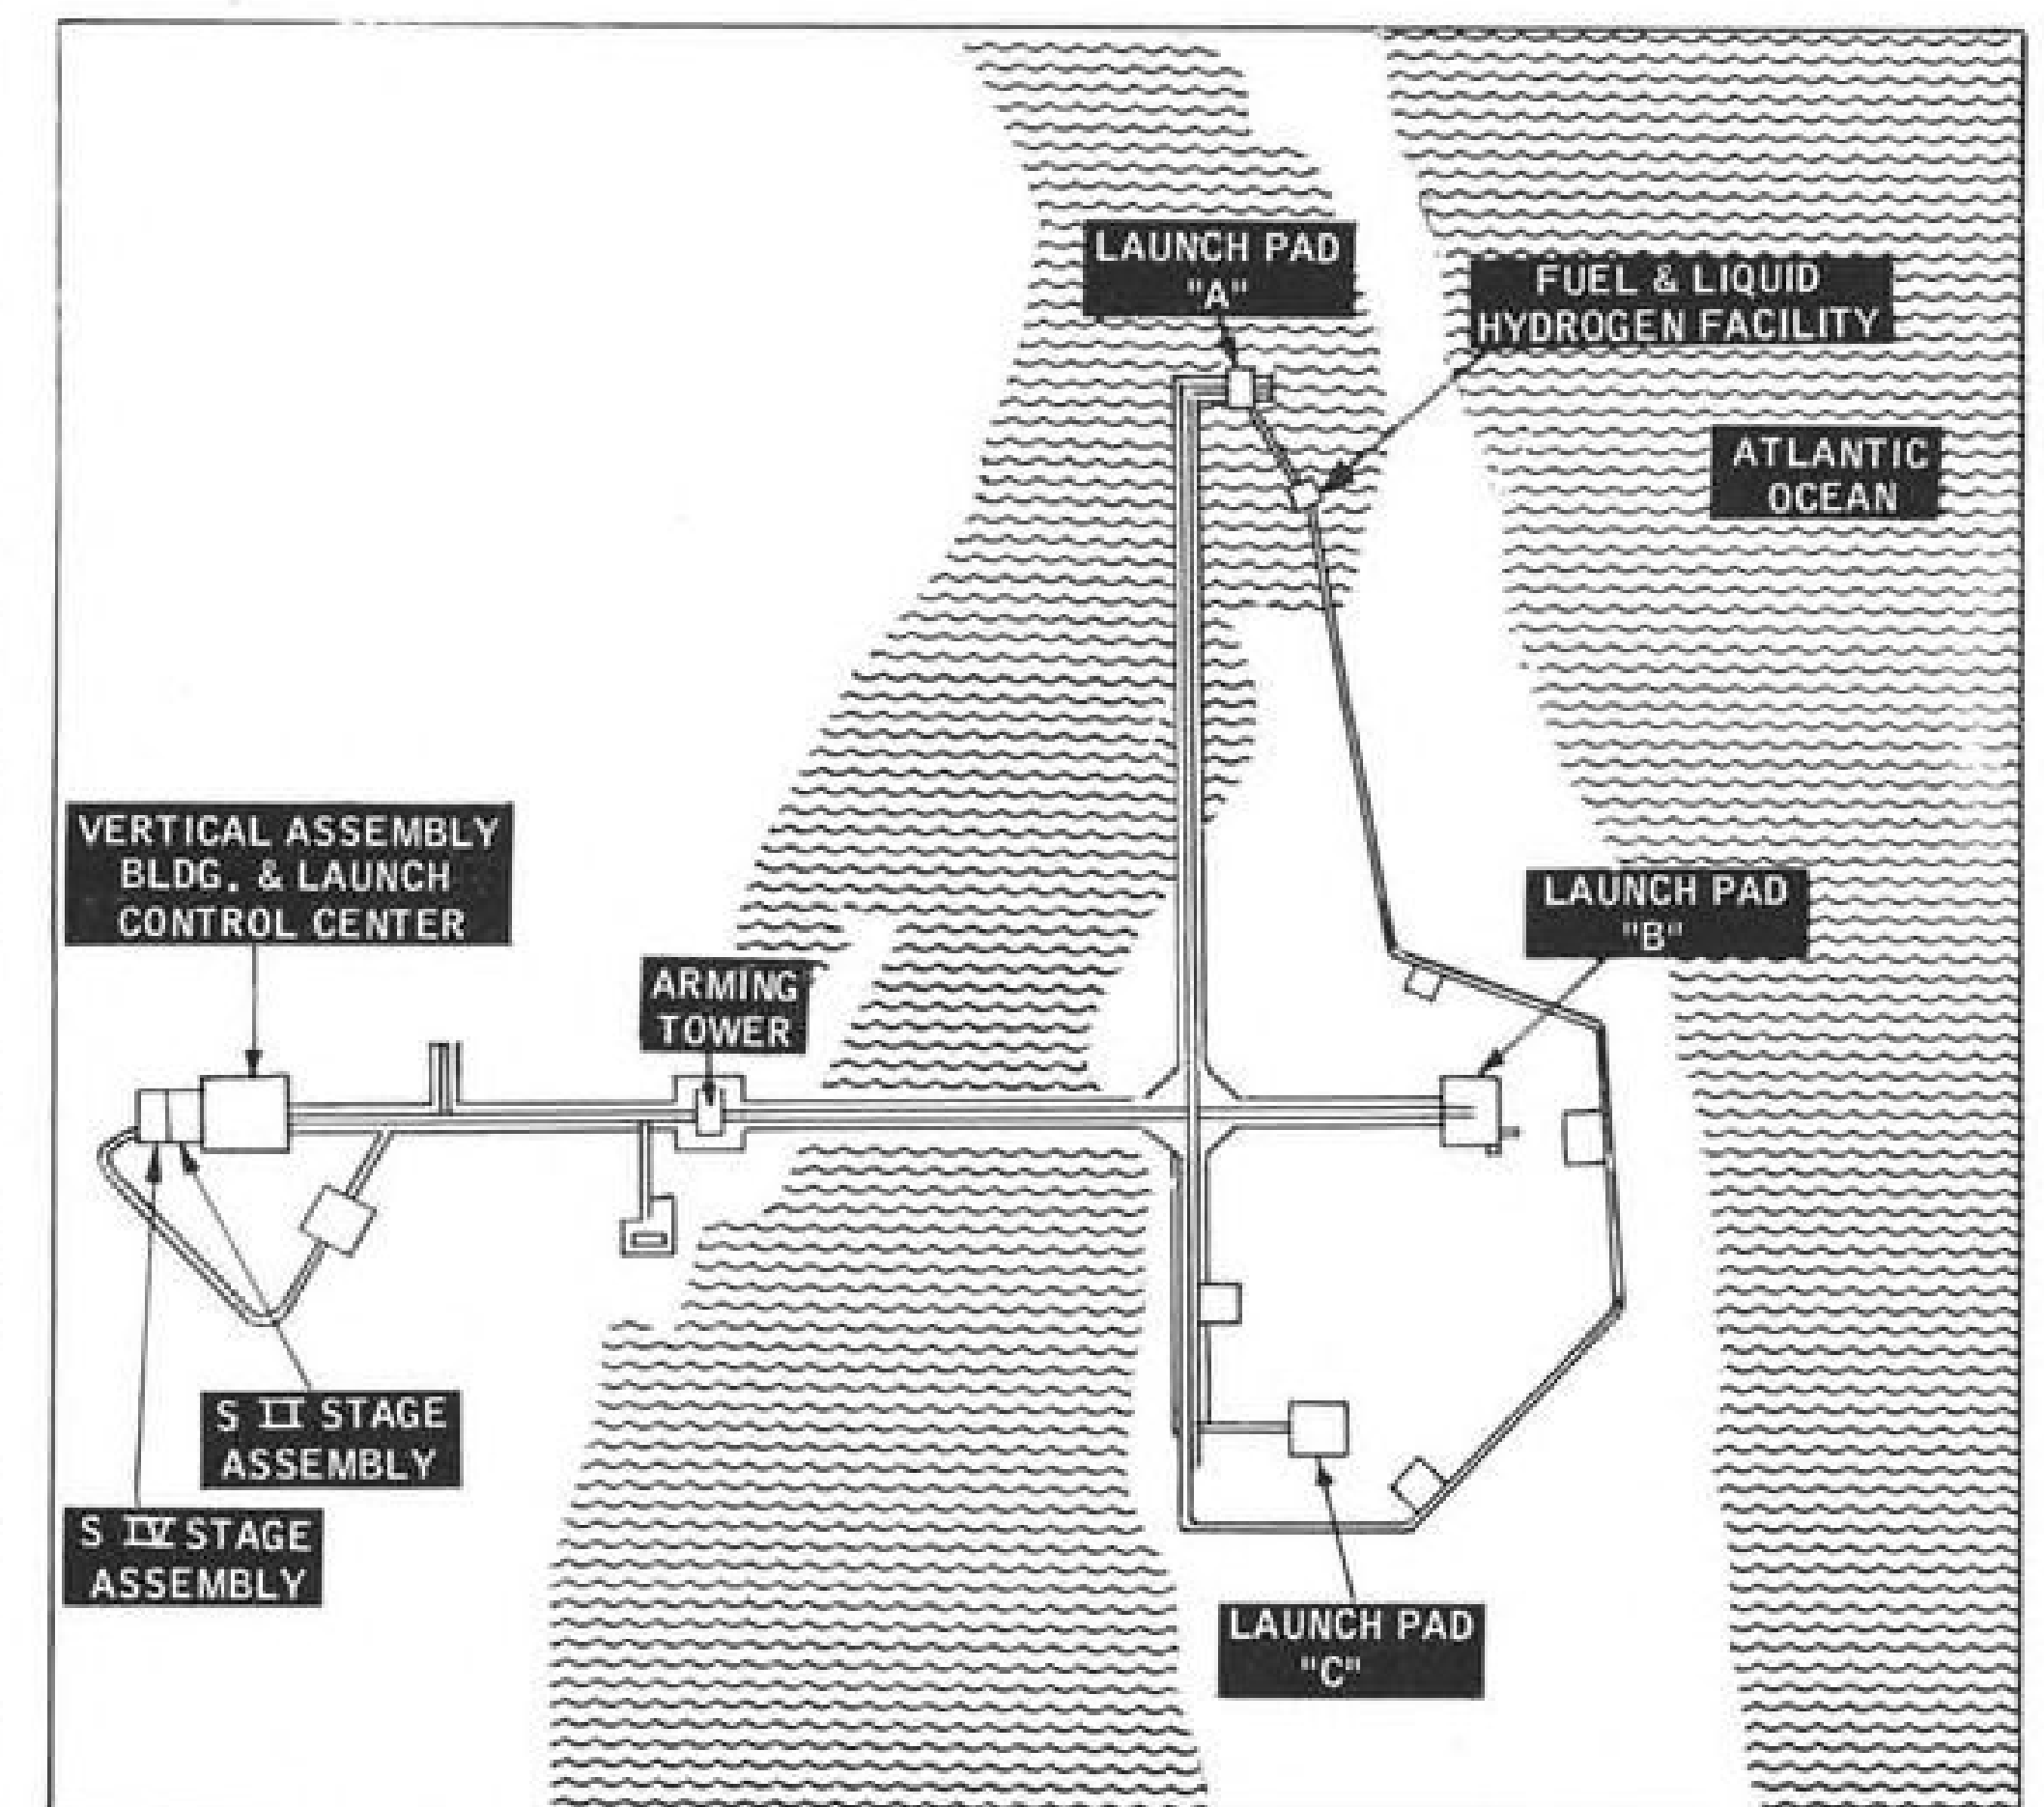 LAUNCH PAD
"A"
FUEL & LIQUID
HYDROGEN FACILITY
ATLANTIC
OCEAN
VERTICAL ASSEMBLY
BLDG. & LAUNCH
CONTROL CENTER
LAUNCH PAD
"B"
ARMING
TOWER
S II STAGE
ASSEMBLY
S IV STAGE
ASSEMBLY
LAUNCH PAD
"C"